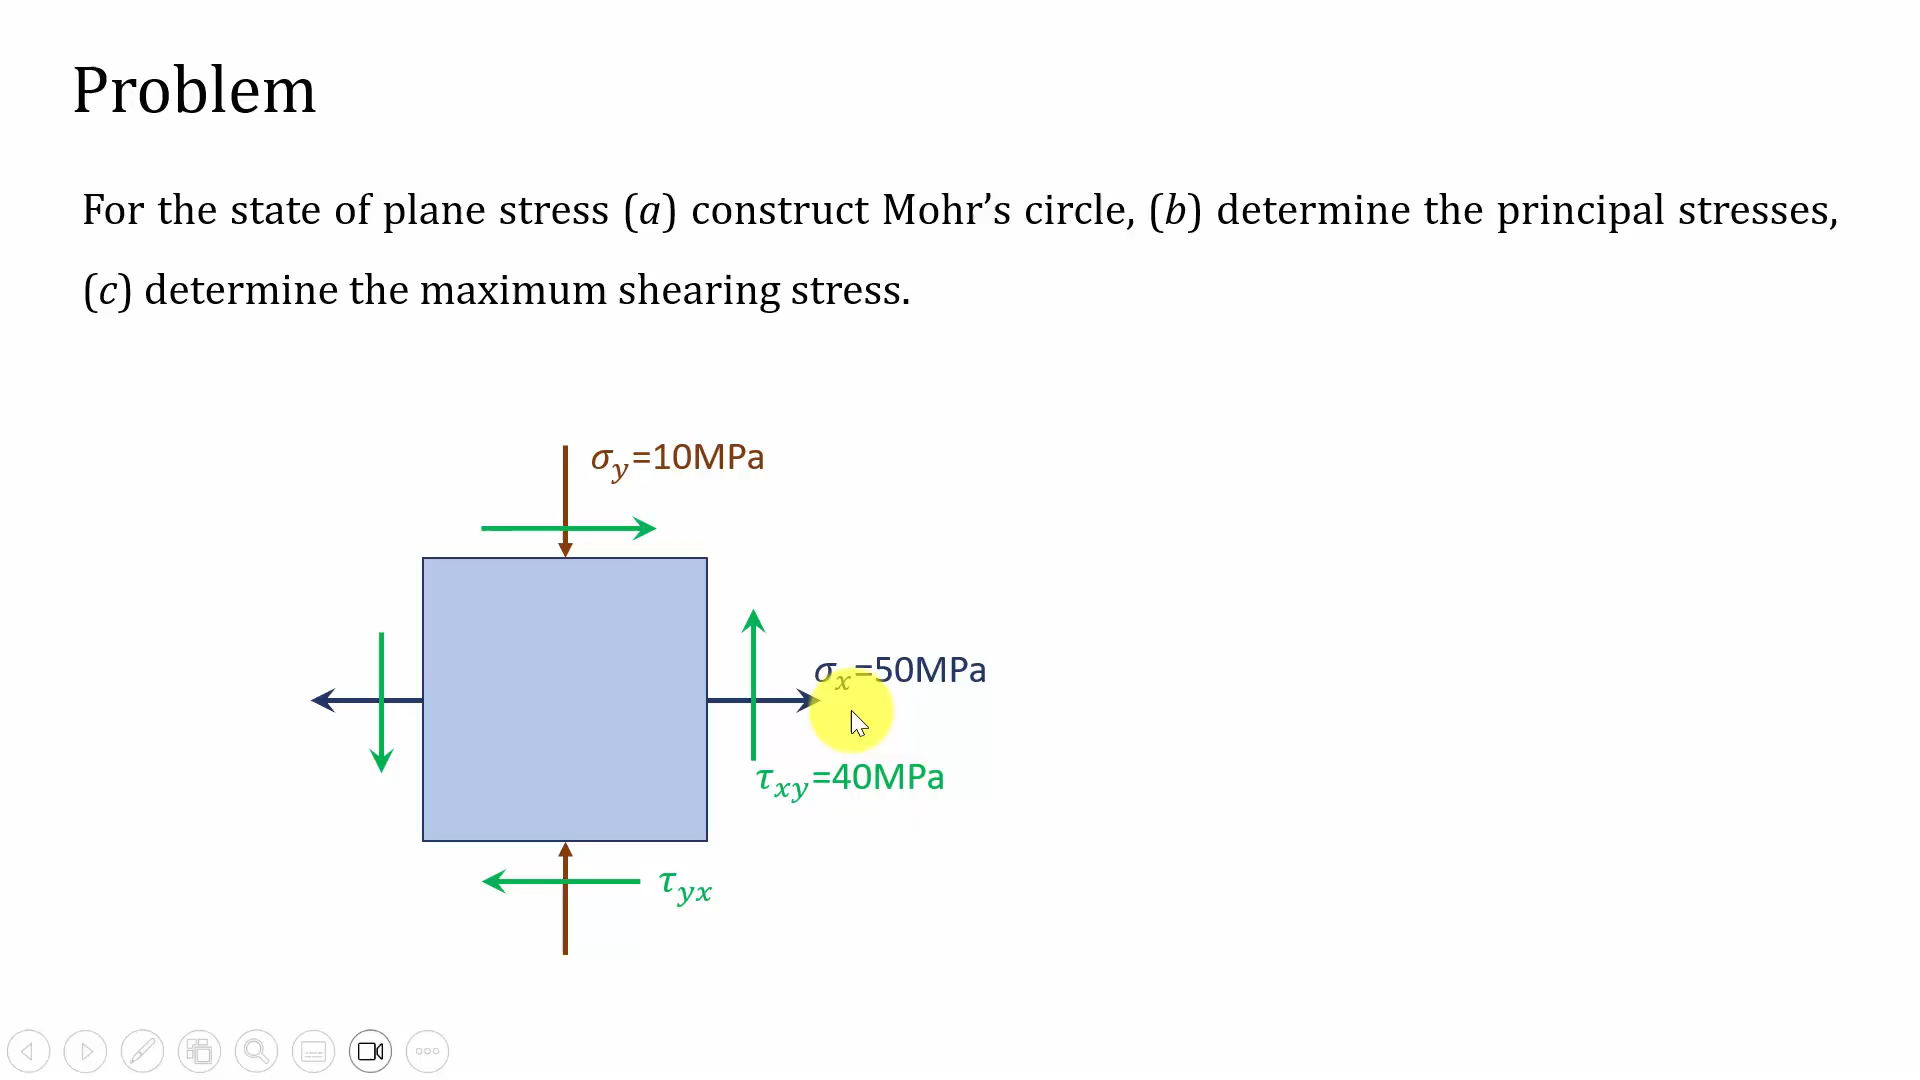 Problem
For the state of plane stress (a) construct Mohr’s circle, (b) determine the principal stresses,
(c) determine the maximum shearing stress.
σy=10MPa
σx=50MPa
τxy=40MPa
τyx